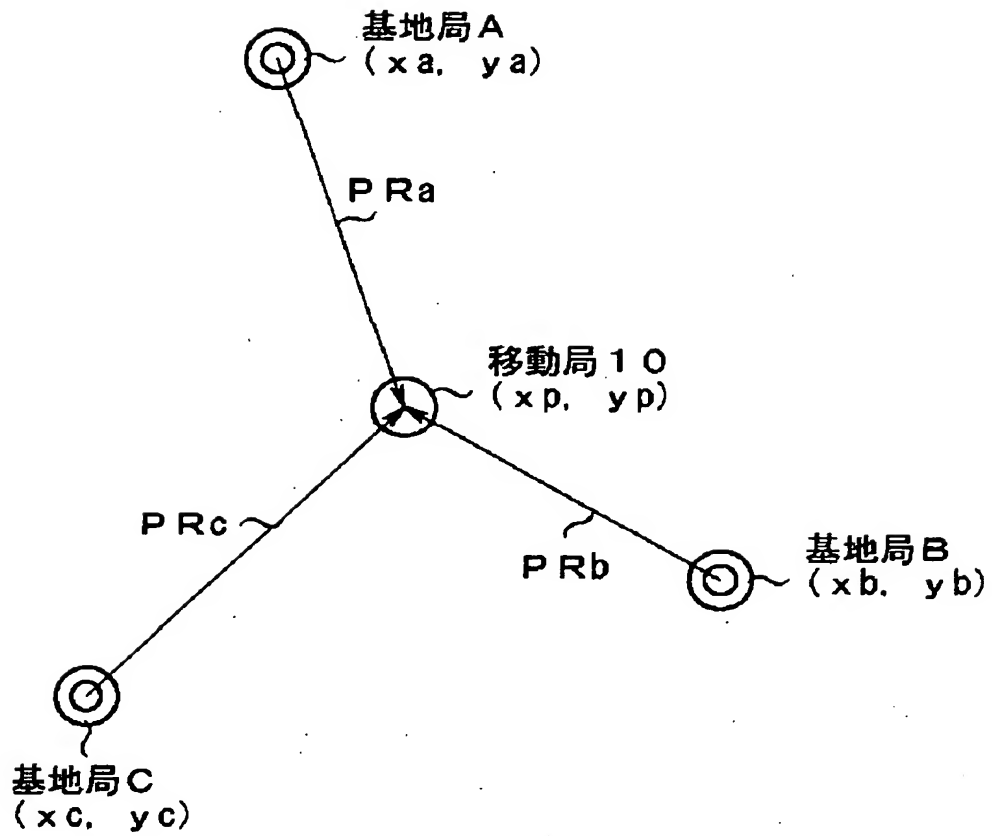 基地局A
(xa, ya)
PRa
移動局10
(xp, yp)
PRc
PRb
基地局B
(xb, yb)
基地局C
(xc, yc)